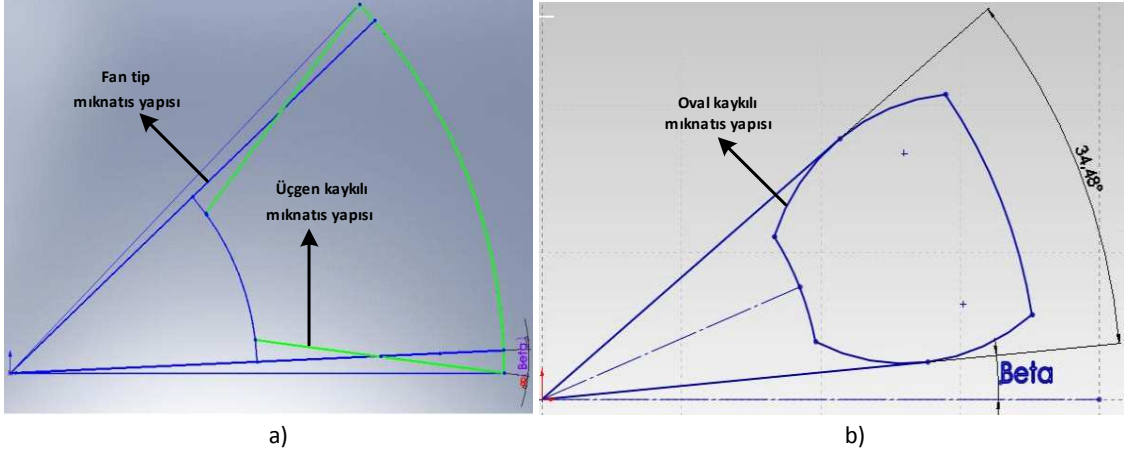 Fan tip
mıknatıs yapısı
Üçgen kaykılı
mıknatıs yapısı
Beta
Oval kaykılı
mıknatıs yapısı
34,48°
Beta
a)
b)